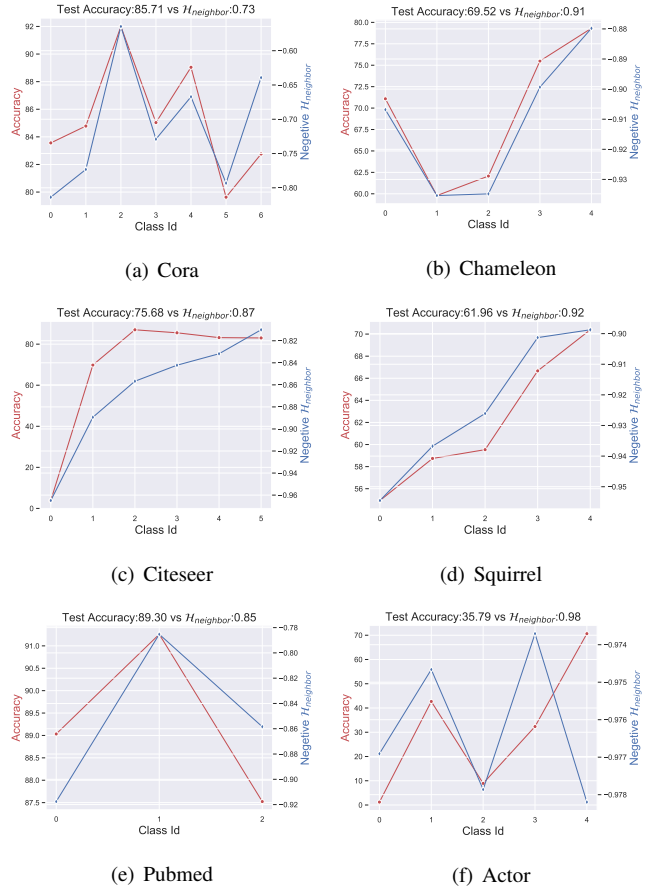 Test Accuracy:85.71 vs H_neighbor:0.73
92
90
88
86
84
82
80
−0.60
−0.65
−0.70
−0.75
−0.80
Accuracy
Negetive H_neighbor
0 1 2 3 4 5 6
Class Id
(a) Cora
Test Accuracy:69.52 vs H_neighbor:0.91
80.0
77.5
75.0
72.5
70.0
67.5
65.0
62.5
60.0
−0.88
−0.89
−0.90
−0.91
−0.92
−0.93
Accuracy
Negetive H_neighbor
0 1 2 3 4
Class Id
(b) Chameleon
Test Accuracy:75.68 vs H_neighbor:0.87
80
60
40
20
0
−0.82
−0.84
−0.86
−0.88
−0.90
−0.92
−0.94
−0.96
Accuracy
Negetive H_neighbor
0 1 2 3 4 5
Class Id
(c) Citeseer
Test Accuracy:61.96 vs H_neighbor:0.92
70
68
66
64
62
60
58
56
−0.90
−0.91
−0.92
−0.93
−0.94
−0.95
Accuracy
Negetive H_neighbor
0 1 2 3 4
Class Id
(d) Squirrel
Test Accuracy:89.30 vs H_neighbor:0.85
91.0
90.5
90.0
89.5
89.0
88.5
88.0
87.5
−0.78
−0.80
−0.82
−0.84
−0.86
−0.88
−0.90
−0.92
Accuracy
Negetive H_neighbor
0 1 2
Class Id
(e) Pubmed
Test Accuracy:35.79 vs H_neighbor:0.98
70
60
50
40
30
20
10
0
−0.974
−0.975
−0.976
−0.977
−0.978
Accuracy
Negetive H_neighbor
0 1 2 3 4
Class Id
(f) Actor